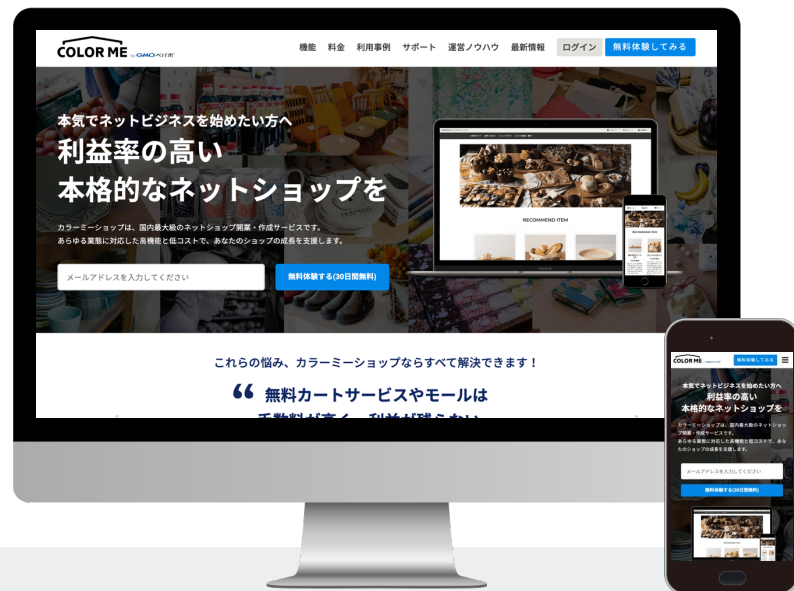 COLOR ME by GMOペパボ
機能 料金 利用事例 サポート 運営ノウハウ 最新情報 ログイン 無料体験してみる
本気でネットビジネスを始めたい方へ
利益率の高い
本格的なネットショップを
カラーミーショップは、国内最大級のネットショップ開業・作成サービスです。
あらゆる業態に対応した高機能と低コストで、あなたのショップの成長を支援します。
メールアドレスを入力してください
無料体験する(30日間無料)
RECOMMEND ITEM
これらの悩み、カラーミーショップならすべて解決できます！
“ 無料カートサービスやモールは
手数料が高く、利益が残らない
COLOR ME
無料体験してみる
本気でネットビジネスを始めたい方へ
利益率の高い
本格的なネットショップを
カラーミーショップは、国内最大級のネットショッ
プ開業・作成サービスです。
あらゆる業態に対応した高機能と低コストで、あな
たのショップの成長を支援します。
メールアドレスを入力してください
無料体験する(30日間無料)